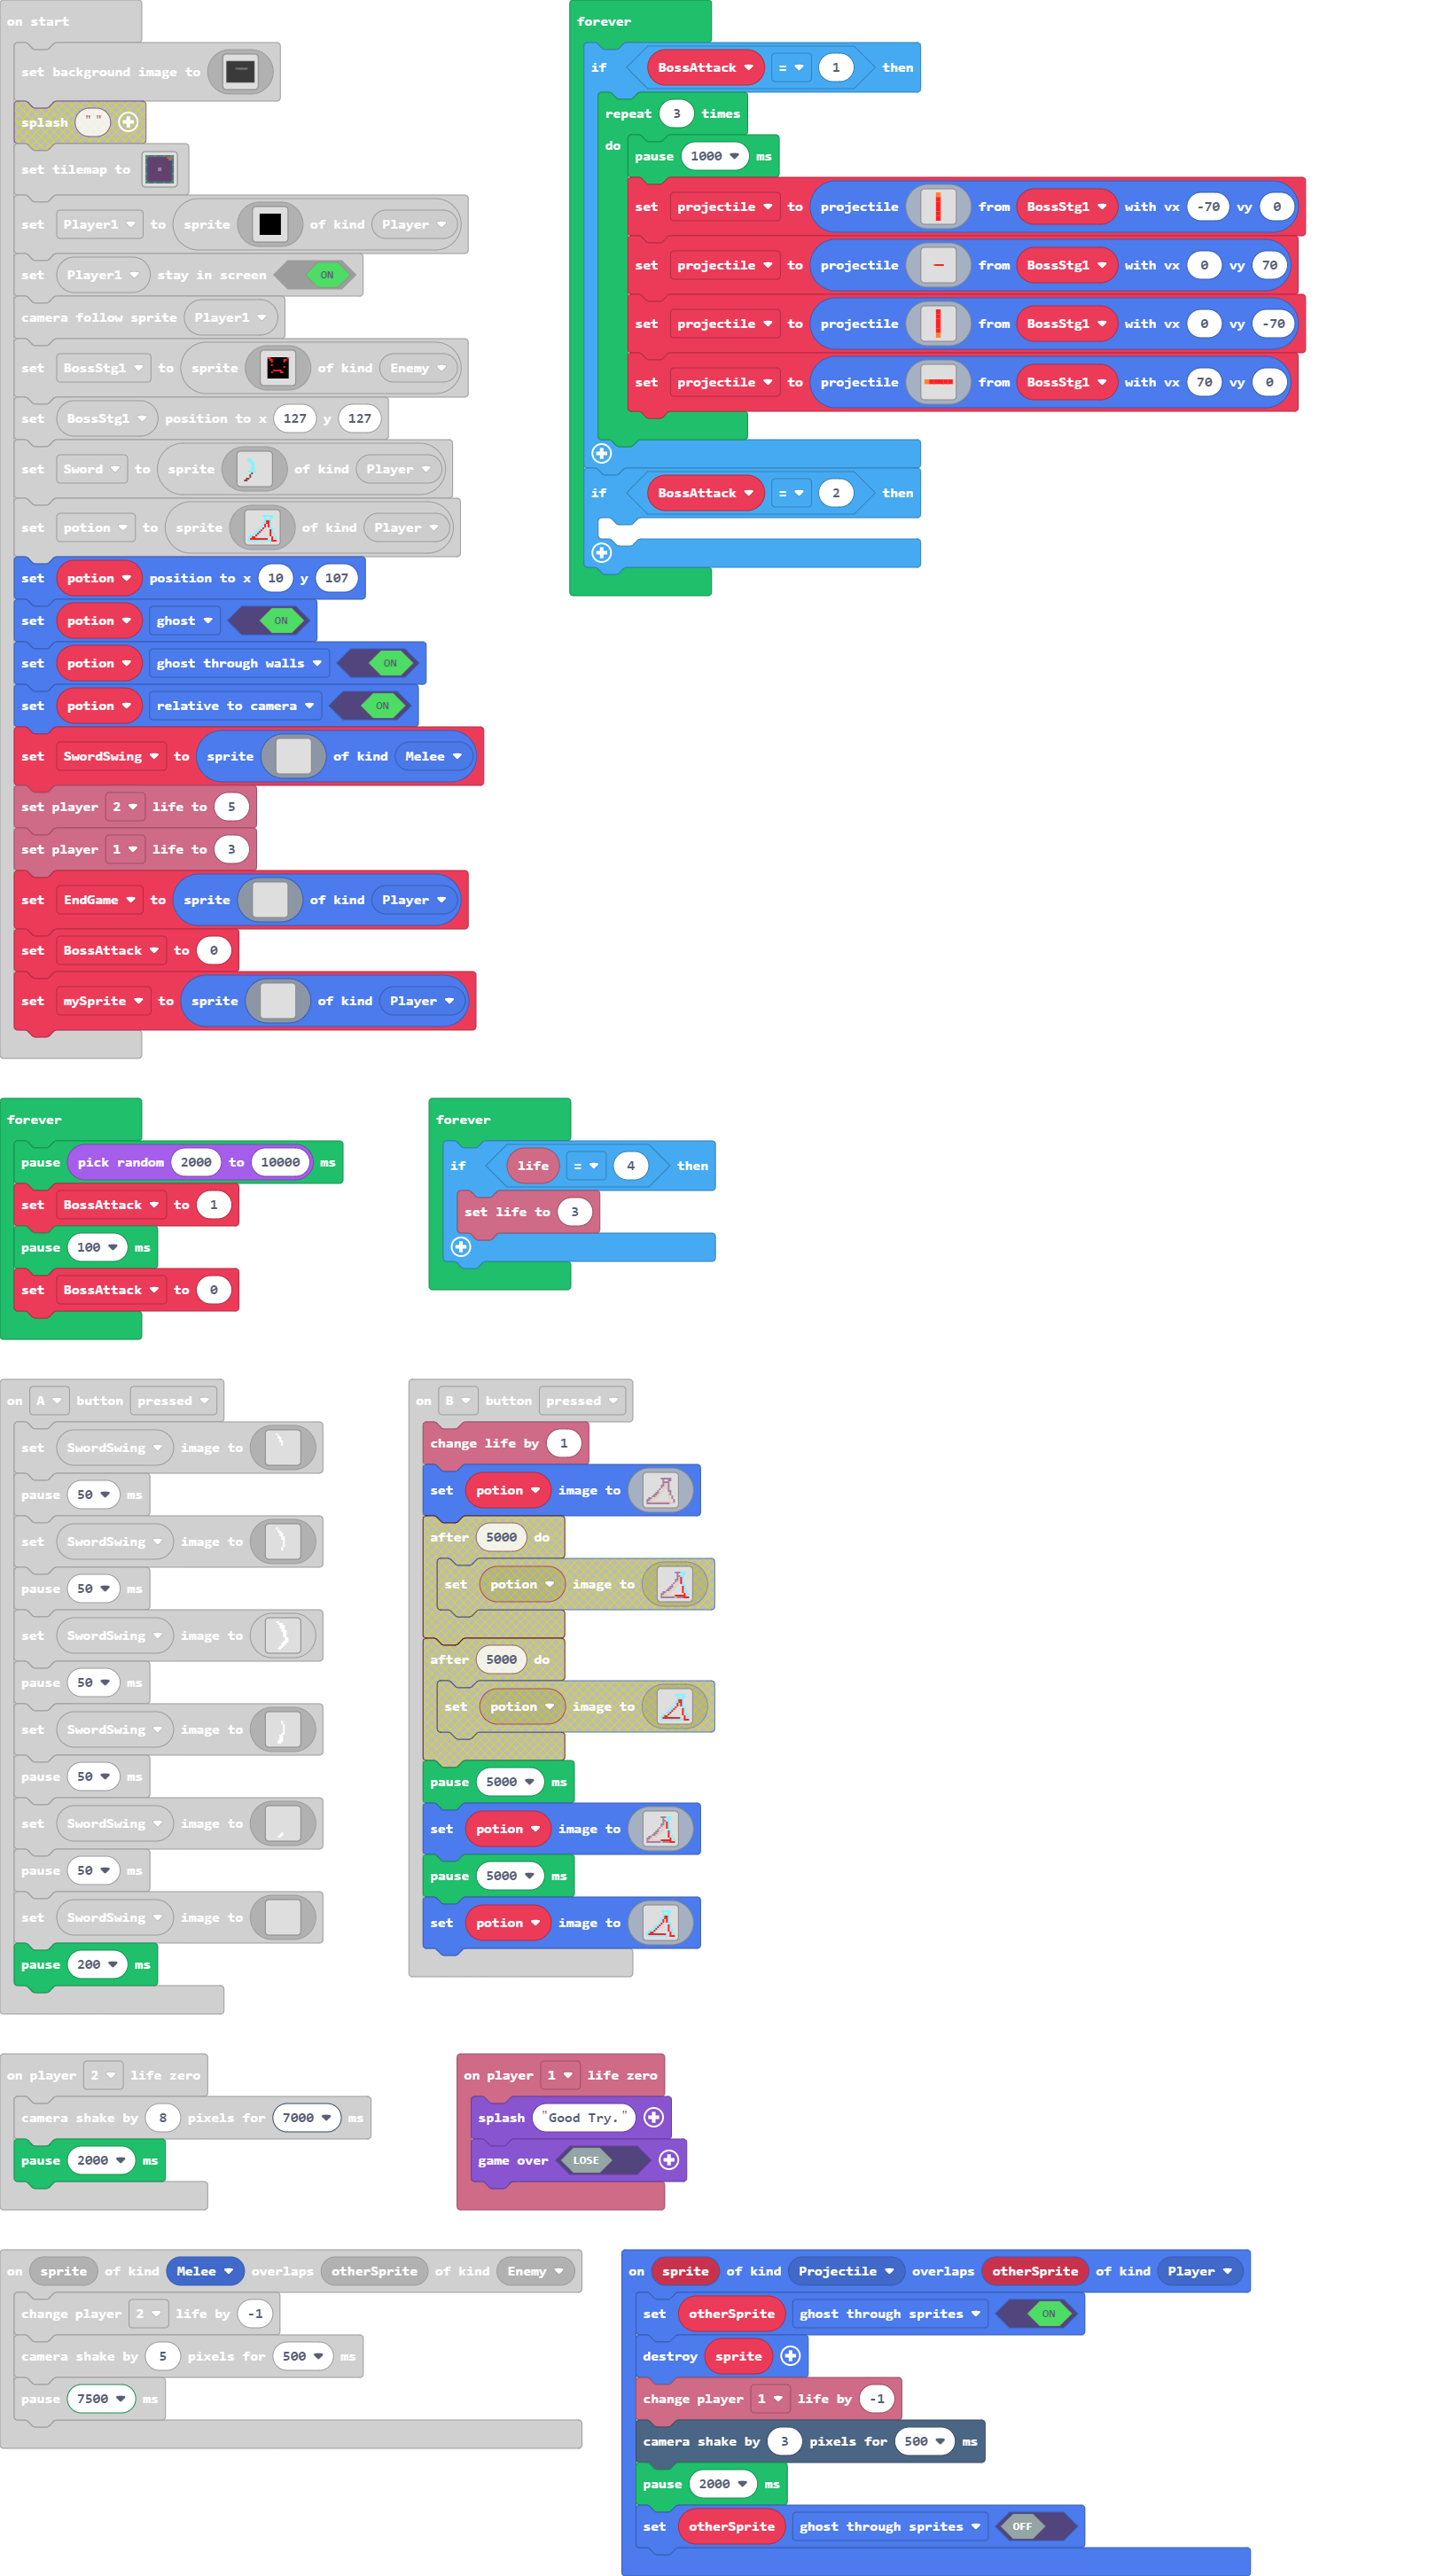 on start
set background image to
splash " "
set tilemap to
set Player1 to sprite of kind Player
set Player1 stay in screen ON
camera follow sprite Player1
set BossStg1 to sprite of kind Enemy
set BossStg1 position to x 127 y 127
set Sword to sprite of kind Player
set potion to sprite of kind Player
set potion position to x 10 y 107
set potion ghost ON
set potion ghost through walls ON
set potion relative to camera ON
set SwordSwing to sprite of kind Melee
set player 2 life to 5
set player 1 life to 3
set EndGame to sprite of kind Player
set BossAttack to 0
set mySprite to sprite of kind Player
forever
if BossAttack = 1 then
repeat 3 times
do
pause 1000 ms
set projectile to projectile from BossStg1 with vx -70 vy 0
set projectile to projectile from BossStg1 with vx 0 vy 70
set projectile to projectile from BossStg1 with vx 0 vy -70
set projectile to projectile from BossStg1 with vx 70 vy 0
if BossAttack = 2 then
forever
pause pick random 2000 to 10000 ms
set BossAttack to 1
pause 100 ms
set BossAttack to 0
forever
if life = 4 then
set life to 3
on A button pressed
set SwordSwing image to
pause 50 ms
set SwordSwing image to
pause 50 ms
set SwordSwing image to
pause 50 ms
set SwordSwing image to
pause 50 ms
set SwordSwing image to
pause 50 ms
set SwordSwing image to
pause 200 ms
on B button pressed
change life by 1
set potion image to
after 5000 do
set potion image to
after 5000 do
set potion image to
pause 5000 ms
set potion image to
pause 5000 ms
set potion image to
on player 2 life zero
camera shake by 8 pixels for 7000 ms
pause 2000 ms
on player 1 life zero
splash "Good Try."
game over LOSE
on sprite of kind Melee overlaps otherSprite of kind Enemy
change player 2 life by -1
camera shake by 5 pixels for 500 ms
pause 7500 ms
on sprite of kind Projectile overlaps otherSprite of kind Player
set otherSprite ghost through sprites ON
destroy sprite
change player 1 life by -1
camera shake by 3 pixels for 500 ms
pause 2000 ms
set otherSprite ghost through sprites OFF